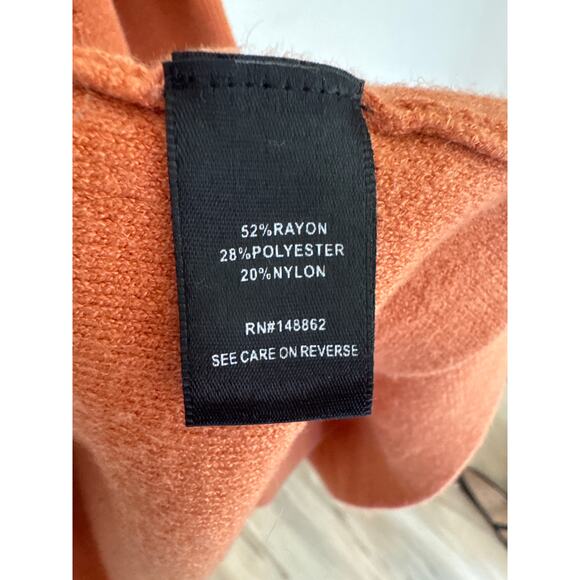 52%RAYON
28%POLYESTER
20%NYLON
RN#148862
SEE CARE ON REVERSE